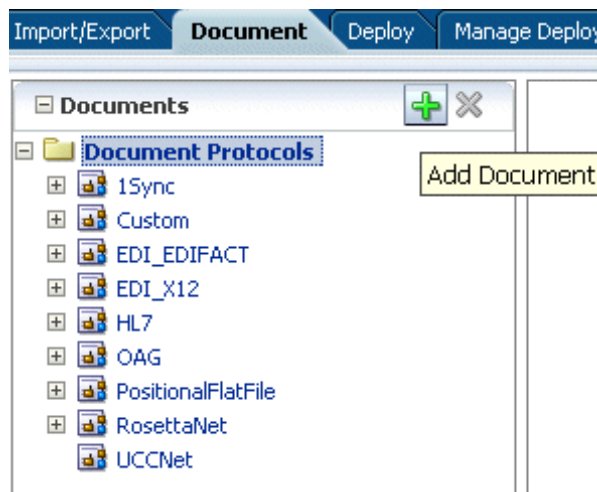 Import/Export Document Deploy Manage Deploy
Documents
Document Protocols
Add Document
1Sync
Custom
EDI_EDIFACT
EDI_X12
HL7
OAG
PositionalFlatFile
RosettaNet
UCCNet